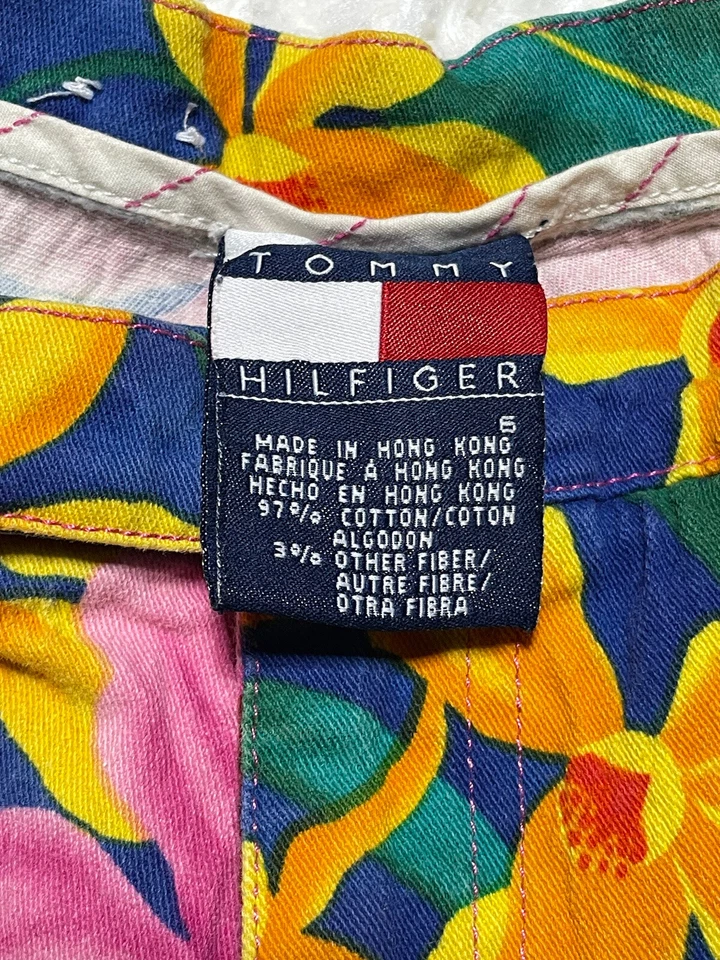 TOMMY
HILFIGER
6
MADE IN HONG KONG
FABRIQUE À HONG KONG
HECHO EN HONG KONG
97% COTTON/COTON
ALGODON
3% OTHER FIBER/
AUTRE FIBRE/
OTRA FIBRA